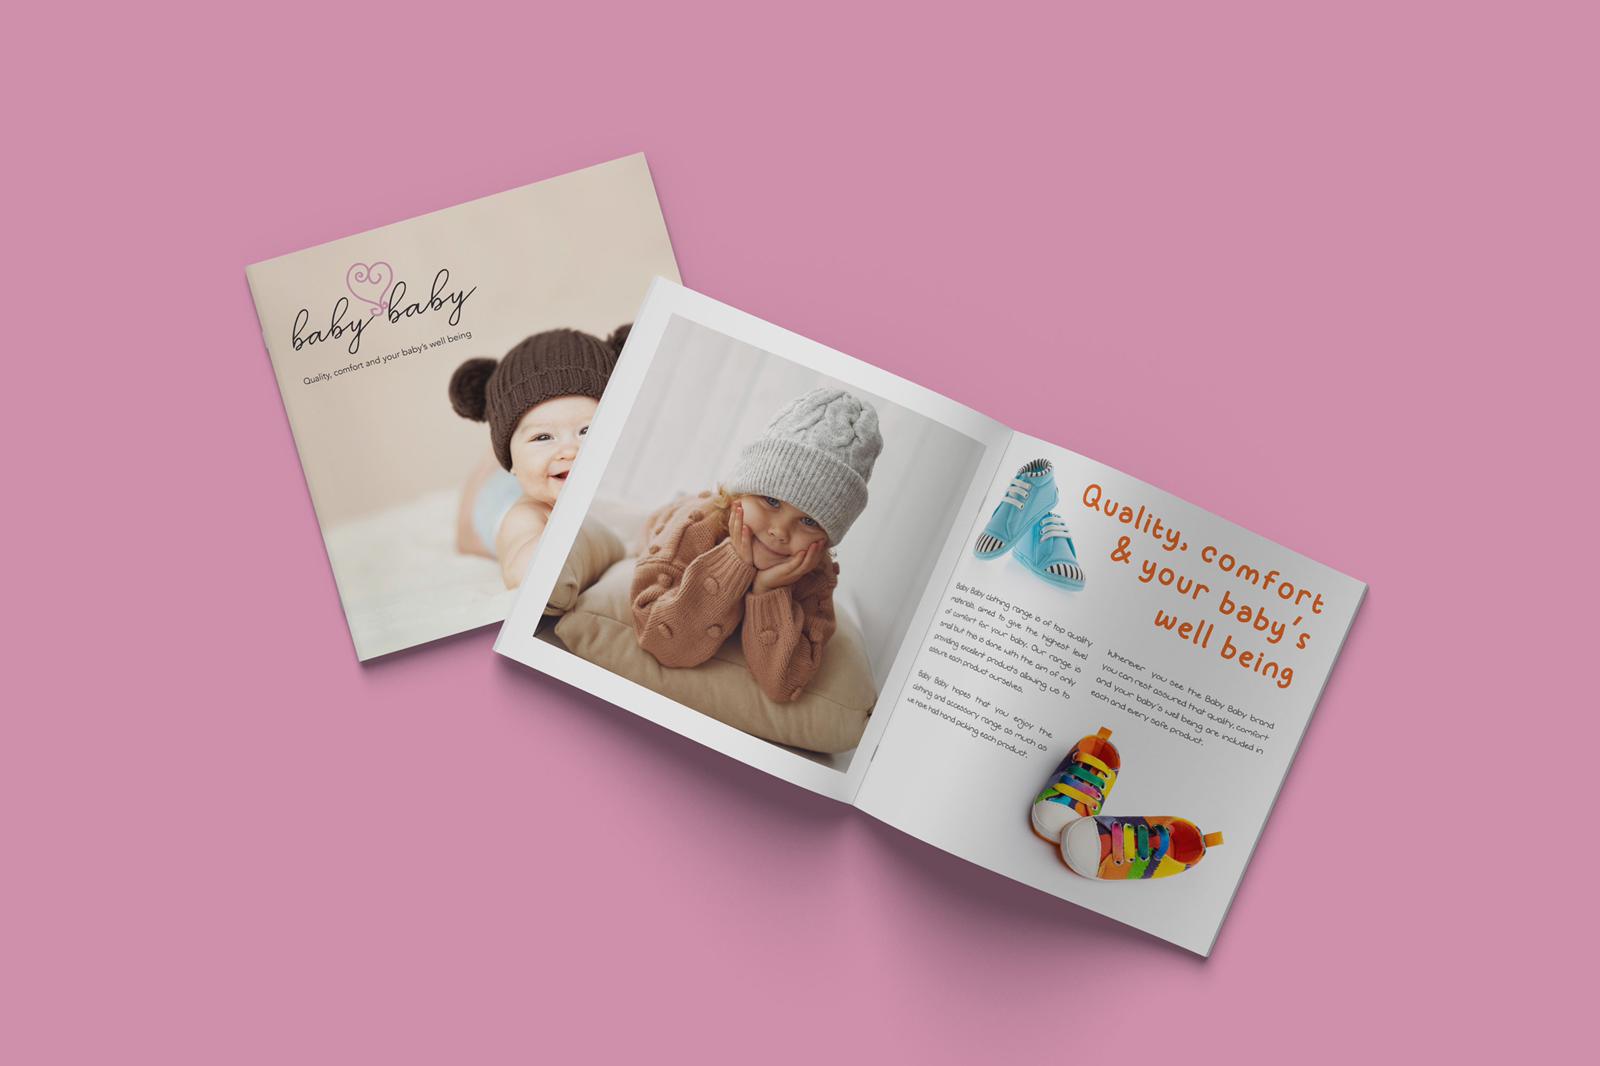 baby baby
Quality, comfort and your baby's well being
Quality, comfort
& your baby's
well being
Baby Baby clothing range is of top quality
materials, aimed to give the highest level
of comfort for your baby. Our range is
small but this is done with the aim of only
providing excellent products allowing us to
assure each product ourselves.
Baby Baby hopes that you enjoy the
clothing and accessory range as much as
we have had hand picking each product.
Wherever you see the Baby Baby brand
you can rest assured that quality, comfort
and your baby's well being are included in
each and every safe product.